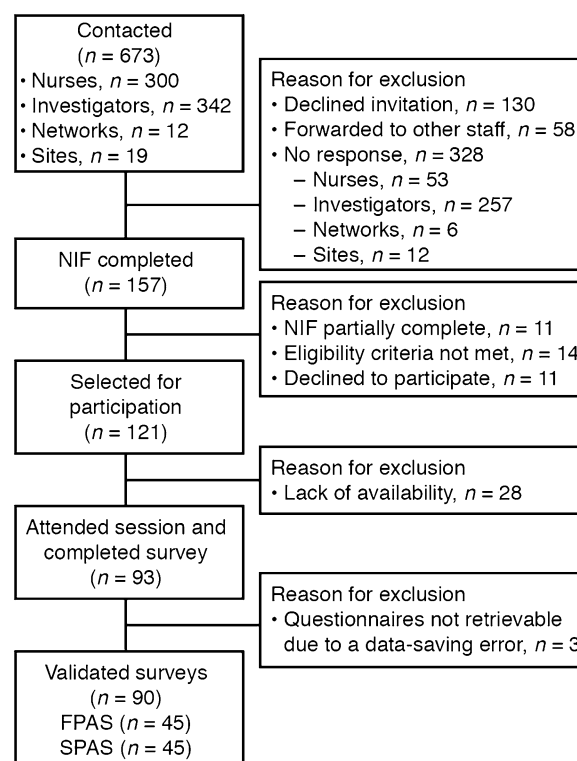 Contacted
(n = 673)
• Nurses, n = 300
• Investigators, n = 342
• Networks, n = 12
• Sites, n = 19
Reason for exclusion
• Declined invitation, n = 130
• Forwarded to other staff, n = 58
• No response, n = 328
– Nurses, n = 53
– Investigators, n = 257
– Networks, n = 6
– Sites, n = 12
NIF completed
(n = 157)
Reason for exclusion
• NIF partially complete, n = 11
• Eligibility criteria not met, n = 14
• Declined to participate, n = 11
Selected for
participation
(n = 121)
Reason for exclusion
• Lack of availability, n = 28
Attended session and
completed survey
(n = 93)
Reason for exclusion
• Questionnaires not retrievable
due to a data-saving error, n = 3
Validated surveys
(n = 90)
FPAS (n = 45)
SPAS (n = 45)